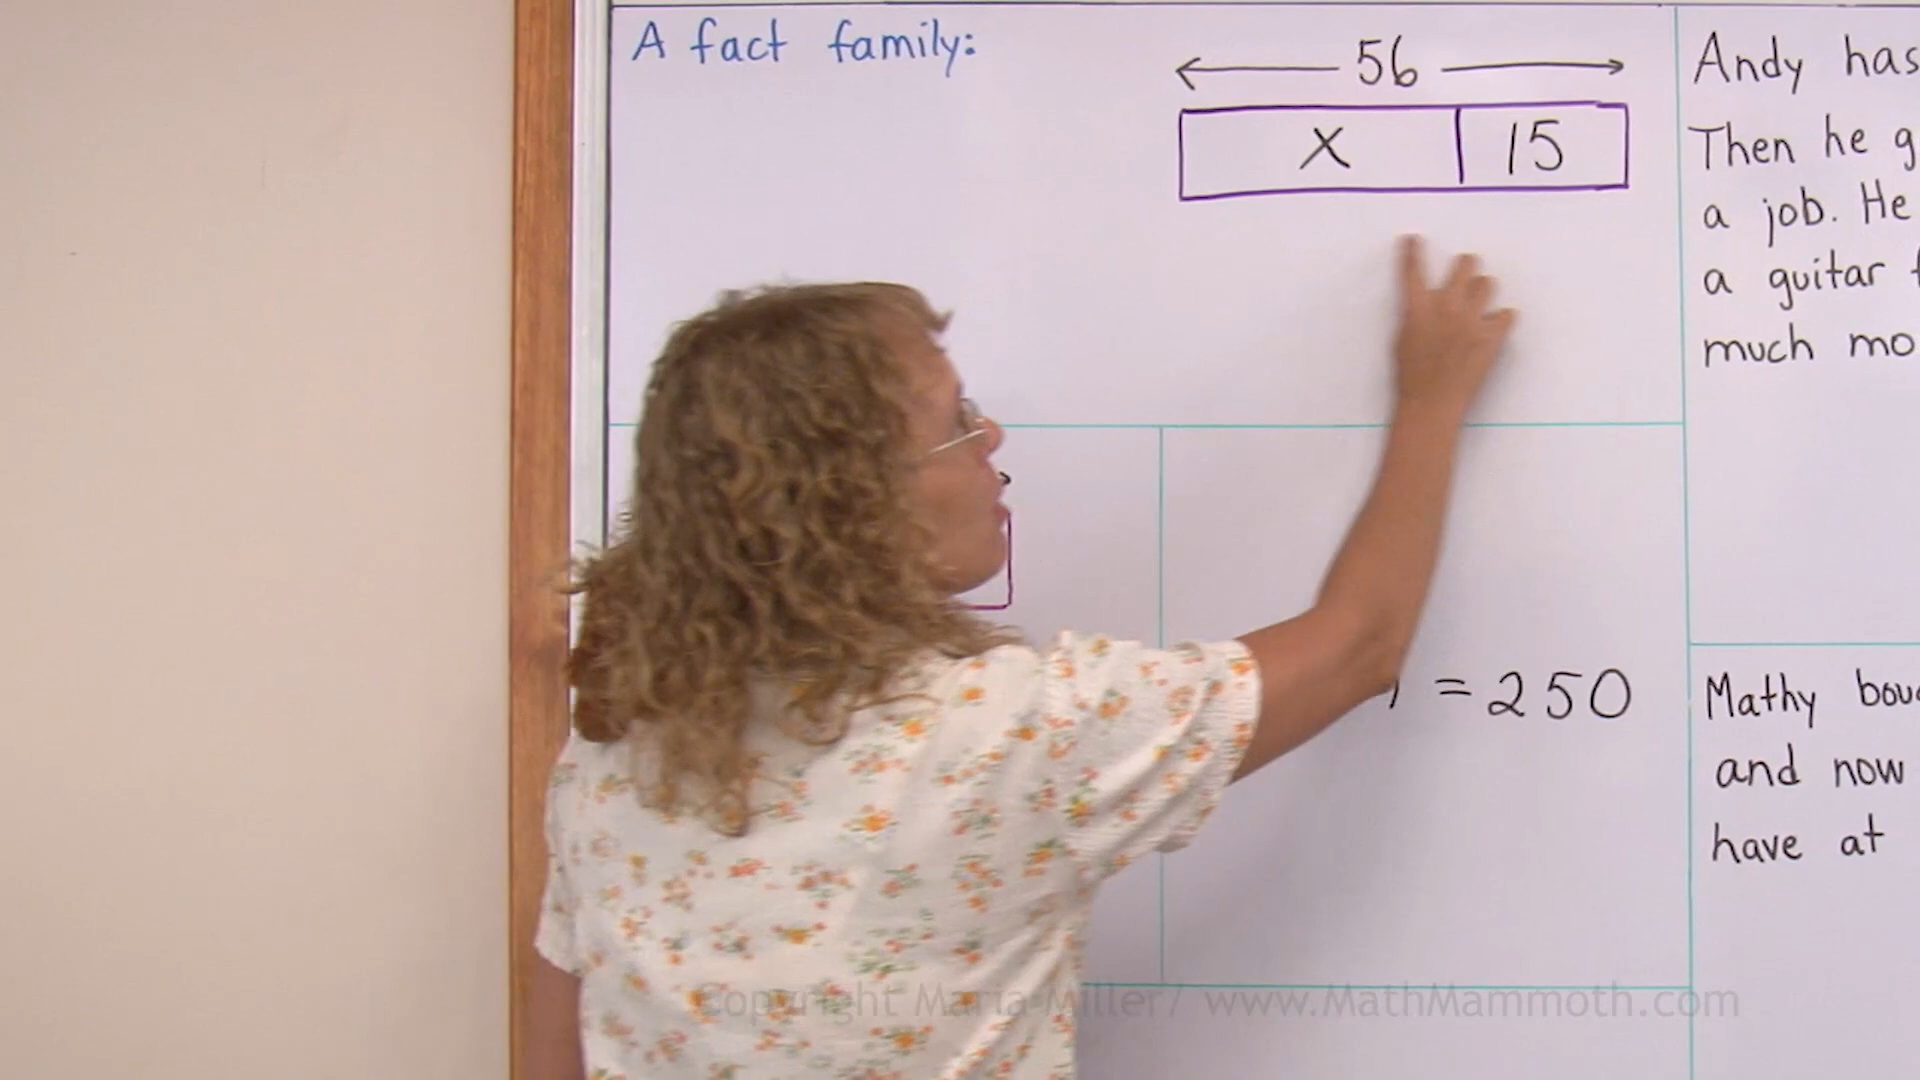 A fact family:
56
x 15
Andy has
Then he g
a job. He
a guitar
much mo
= 250
Mathy bou
and now
have at
Copyright Maria Miller / www.MathMammoth.com